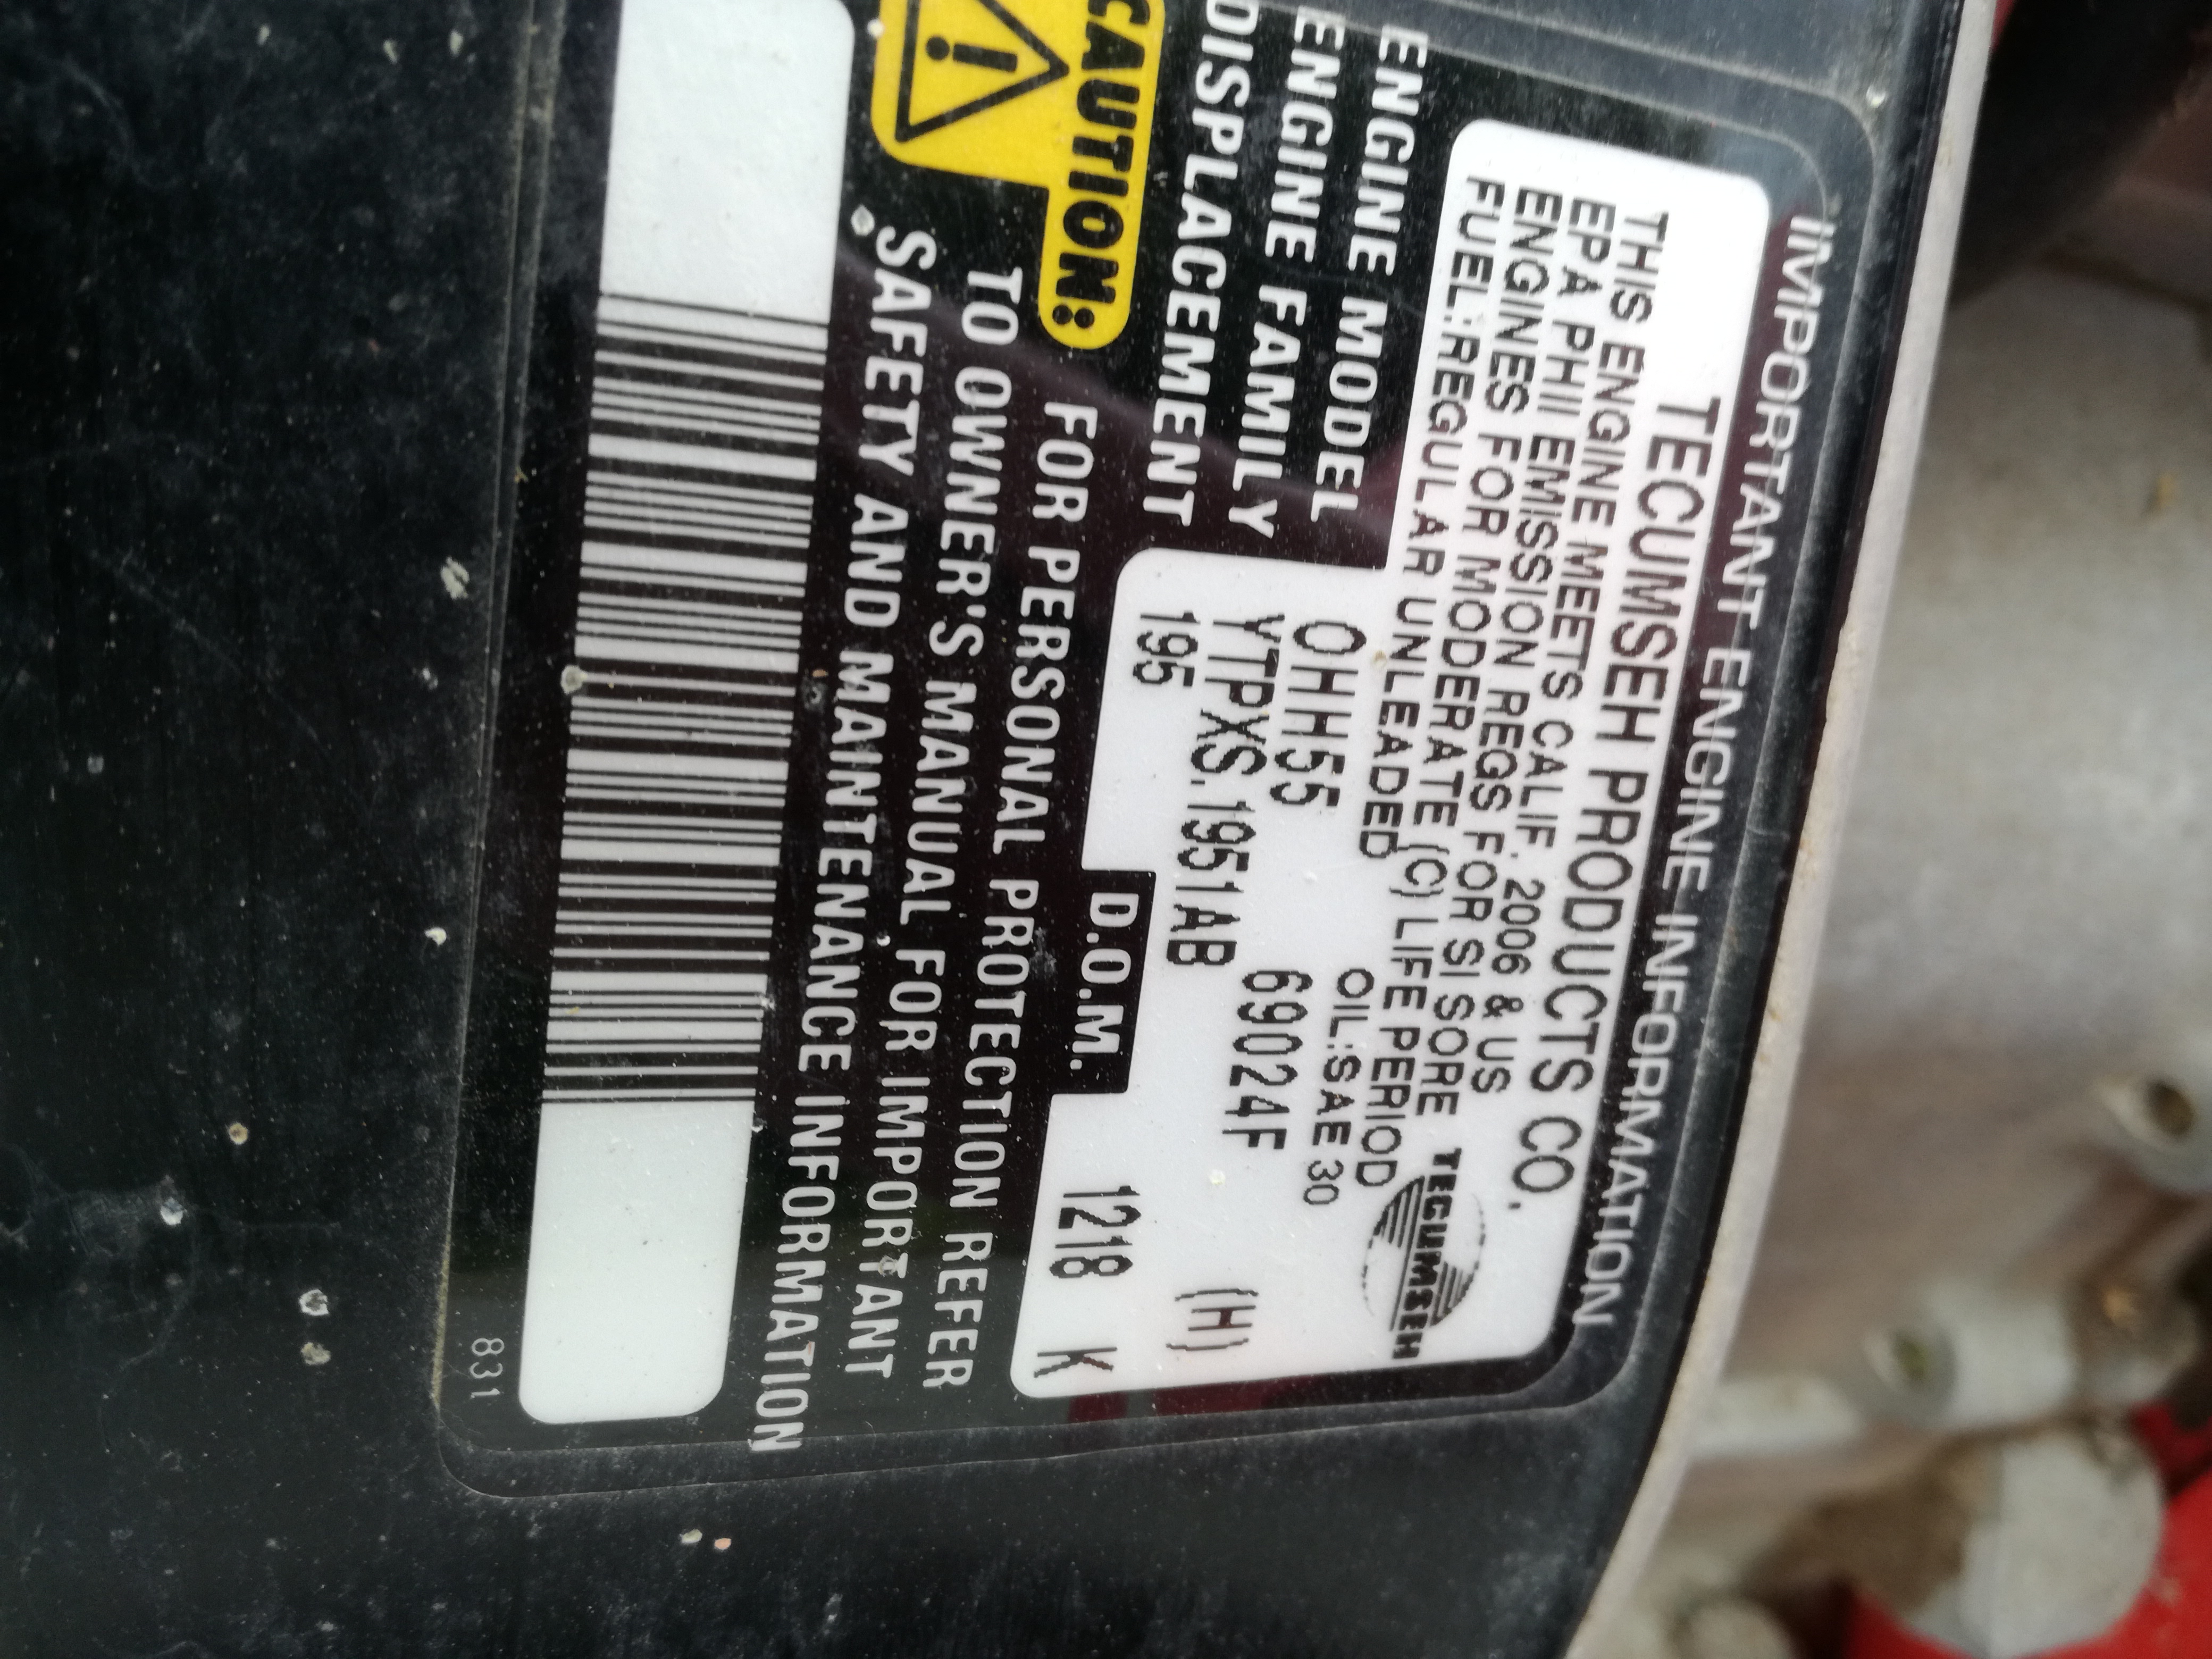 IMPORTANT ENGINE INFORMATION
TECUMSEH PRODUCTS CO.
THIS ENGINE MEETS CALIF. 2006 & US
EPA PHII EMISSION REGS FOR SI SORE
ENGINES FOR MODERATE (C) LIFE PERIOD
FUEL:REGULAR UNLEADED OIL:SAE 30
TECUMSEH
ENGINE MODEL OHH55 69024F
ENGINE FAMILY YTPXS.1951AB (H)
DISPLACEMENT 195
D.O.M. 1218 K
CAUTION:
FOR PERSONAL PROTECTION REFER
TO OWNER'S MANUAL FOR IMPORTANT
SAFETY AND MAINTENANCE INFORMATION
831